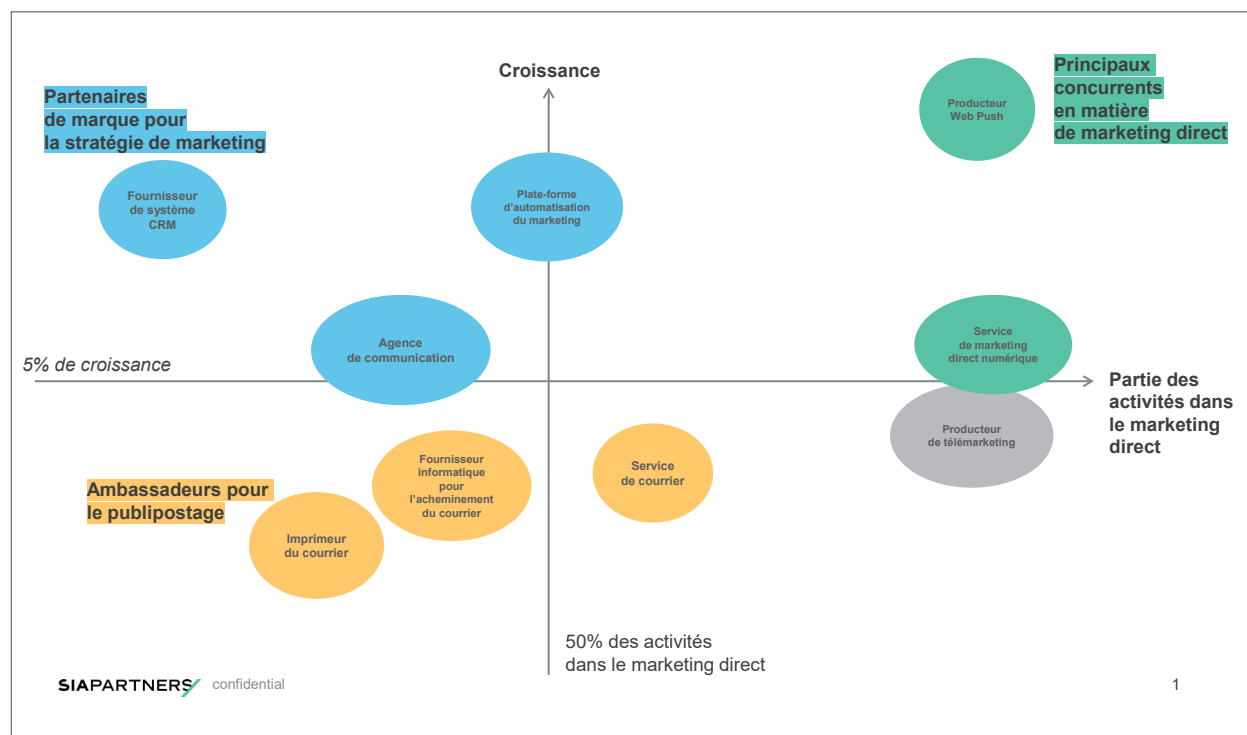 Croissance
Partenaires
de marque pour
la stratégie de marketing
Principaux
concurrents
en matière
de marketing direct
Producteur
Web Push
Fournisseur
de système
CRM
Plate-forme
d’automatisation
du marketing
Agence
de communication
Service
de marketing
direct numérique
5% de croissance
Partie des
activités dans
le marketing
direct
Producteur
de télémarketing
Ambassadeurs pour
le publipostage
Fournisseur
informatique
pour
l’acheminement
du courrier
Service
de courrier
Imprimeur
du courrier
50% des activités
dans le marketing direct
SIAPARTNERS confidential
1